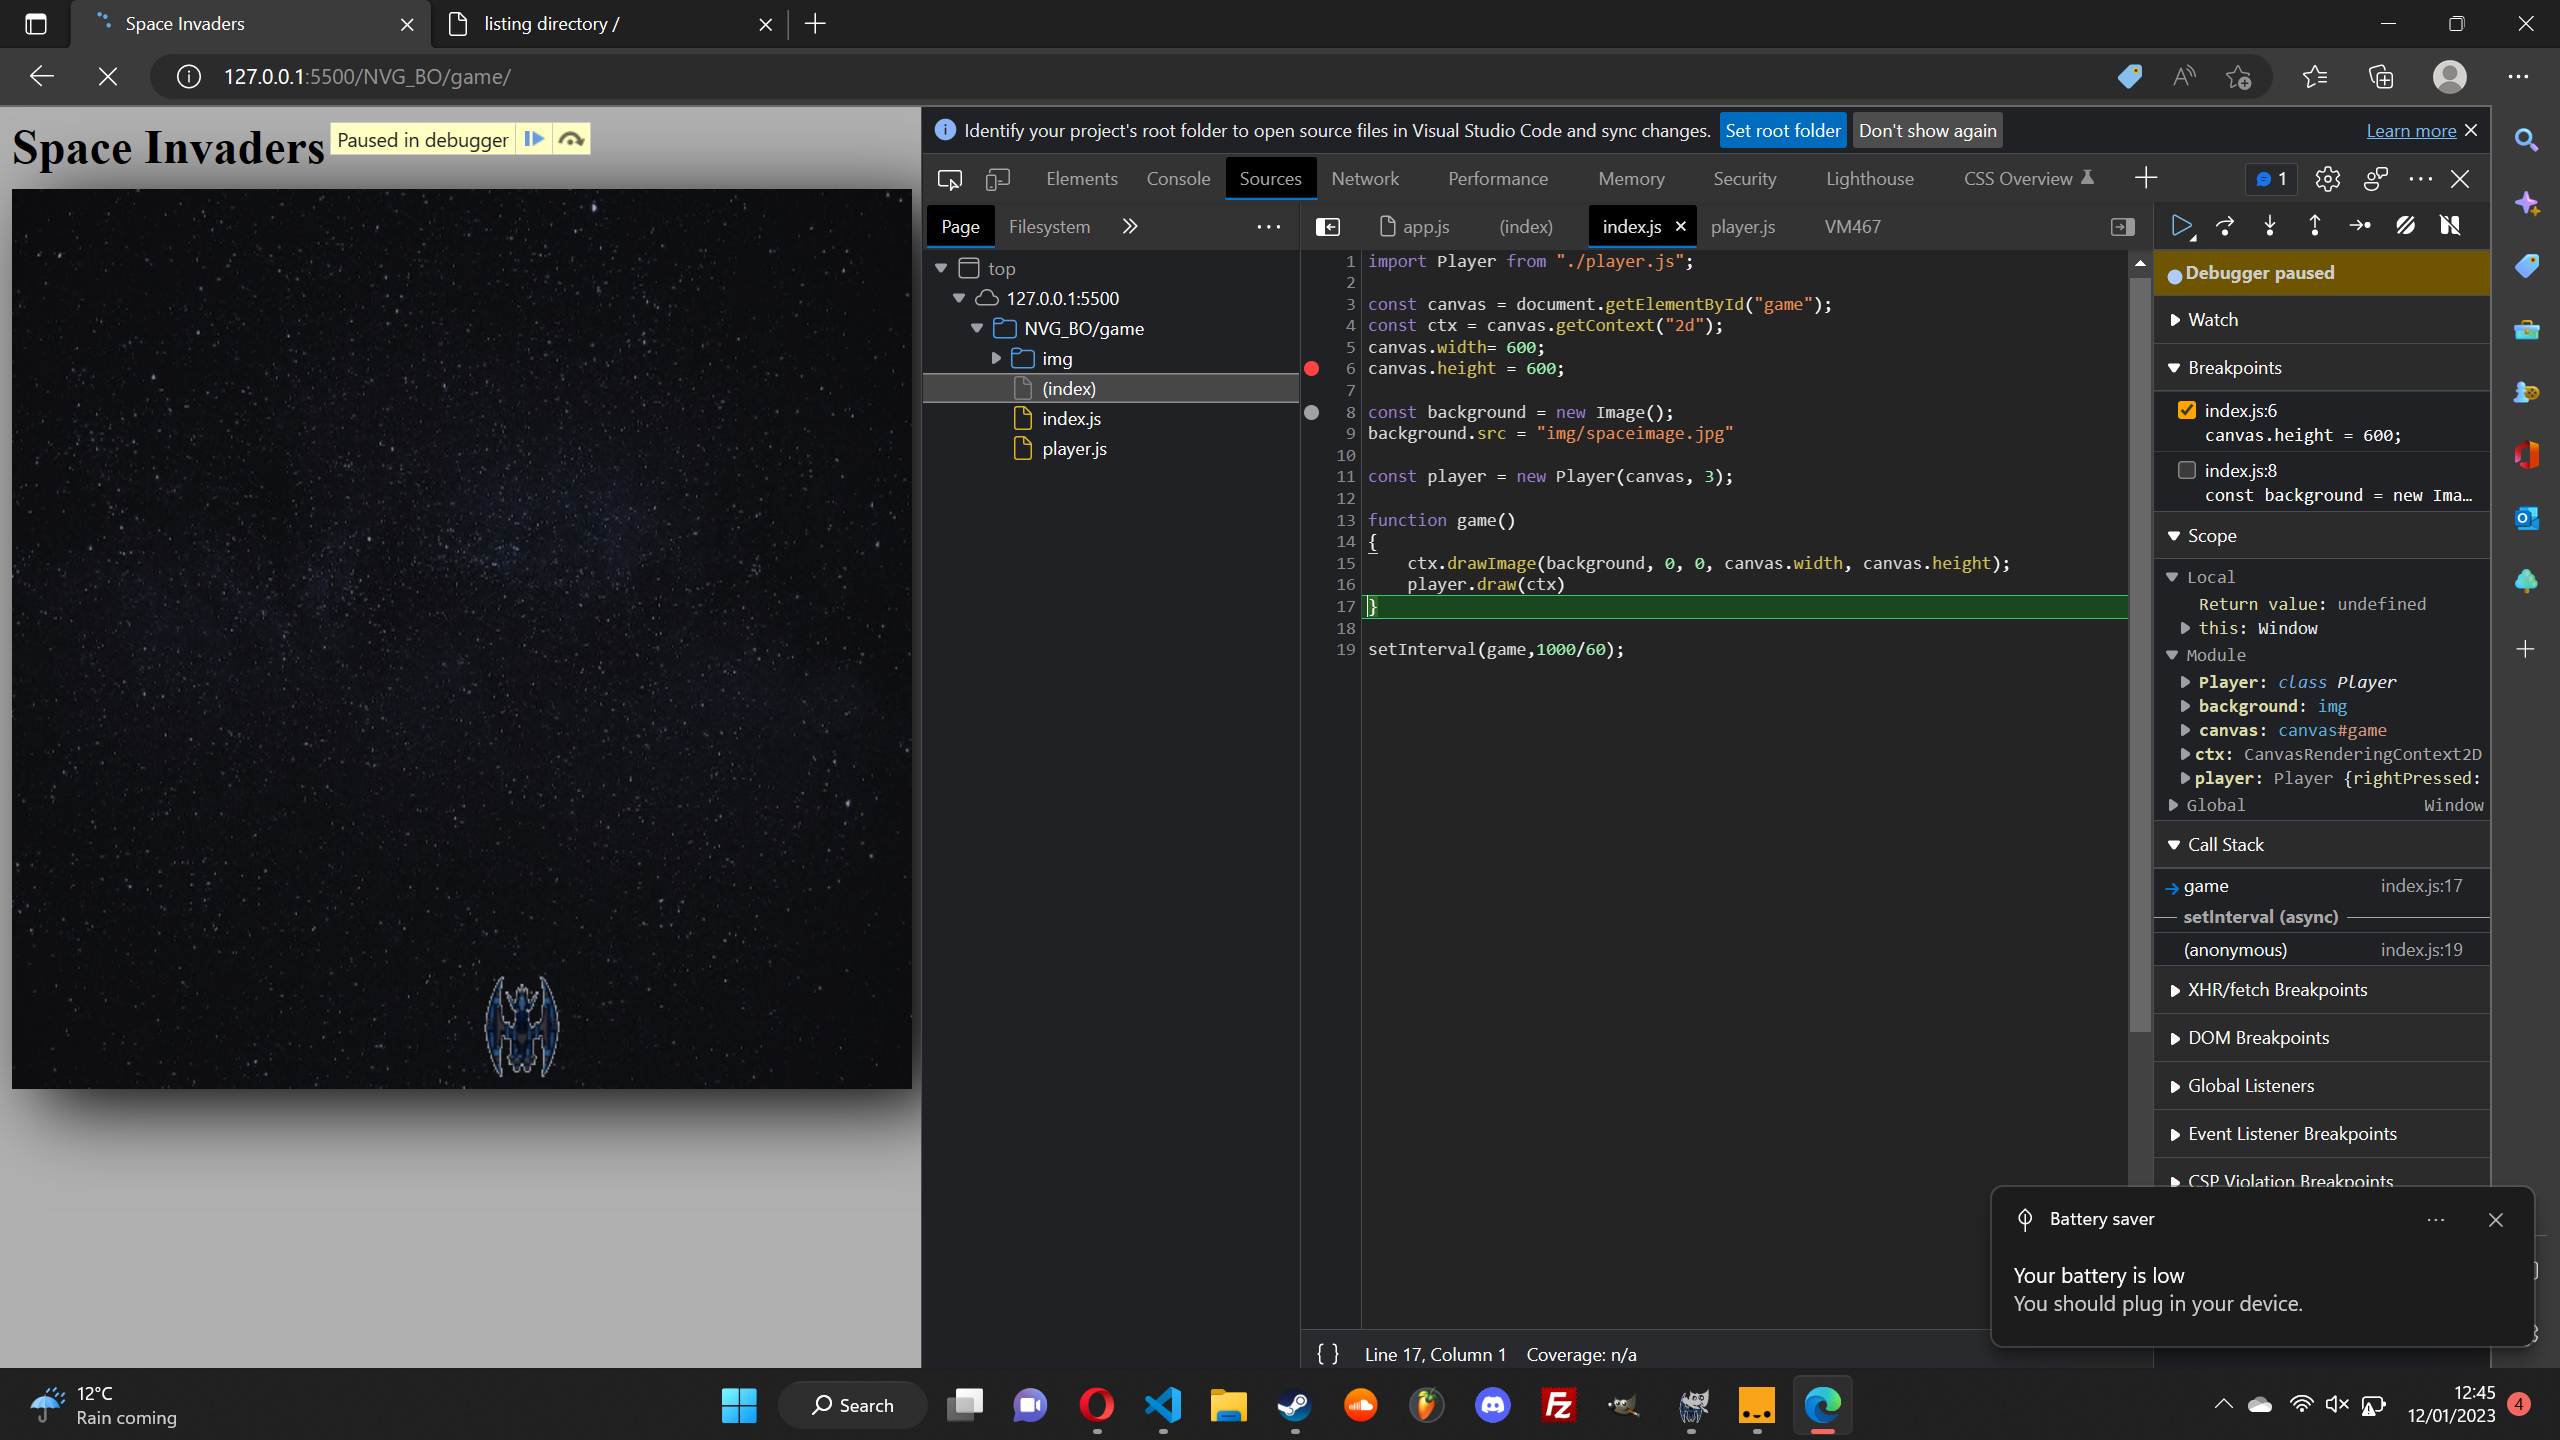 Space Invaders
listing directory /
127.0.0.1:5500/NVG_BO/game/
Space Invaders
Paused in debugger
Identify your project's root folder to open source files in Visual Studio Code and sync changes.
Set root folder
Don't show again
Learn more
Elements
Console
Sources
Network
Performance
Memory
Security
Lighthouse
CSS Overview
1
Page
Filesystem
app.js
(index)
index.js
player.js
VM467
top
127.0.0.1:5500
NVG_BO/game
img
(index)
index.js
player.js
1 import Player from "./player.js";
2
3 const canvas = document.getElementById("game");
4 const ctx = canvas.getContext("2d");
5 canvas.width= 600;
6 canvas.height = 600;
7
8 const background = new Image();
9 background.src = "img/spaceimage.jpg"
10
11 const player = new Player(canvas, 3);
12
13 function game()
14 {
15     ctx.drawImage(background, 0, 0, canvas.width, canvas.height);
16     player.draw(ctx)
17 }
18
19 setInterval(game,1000/60);
{ } Line 17, Column 1 Coverage: n/a
Debugger paused
Watch
Breakpoints
index.js:6
canvas.height = 600;
index.js:8
const background = new Ima…
Scope
Local
Return value: undefined
this: Window
Module
Player: class Player
background: img
canvas: canvas#game
ctx: CanvasRenderingContext2D
player: Player {rightPressed:
Global Window
Call Stack
game index.js:17
setInterval (async)
(anonymous) index.js:19
XHR/fetch Breakpoints
DOM Breakpoints
Global Listeners
Event Listener Breakpoints
CSP Violation Breakpoints
Battery saver
Your battery is low
You should plug in your device.
12°C
Rain coming
Search
Fz
12:45
12/01/2023
4